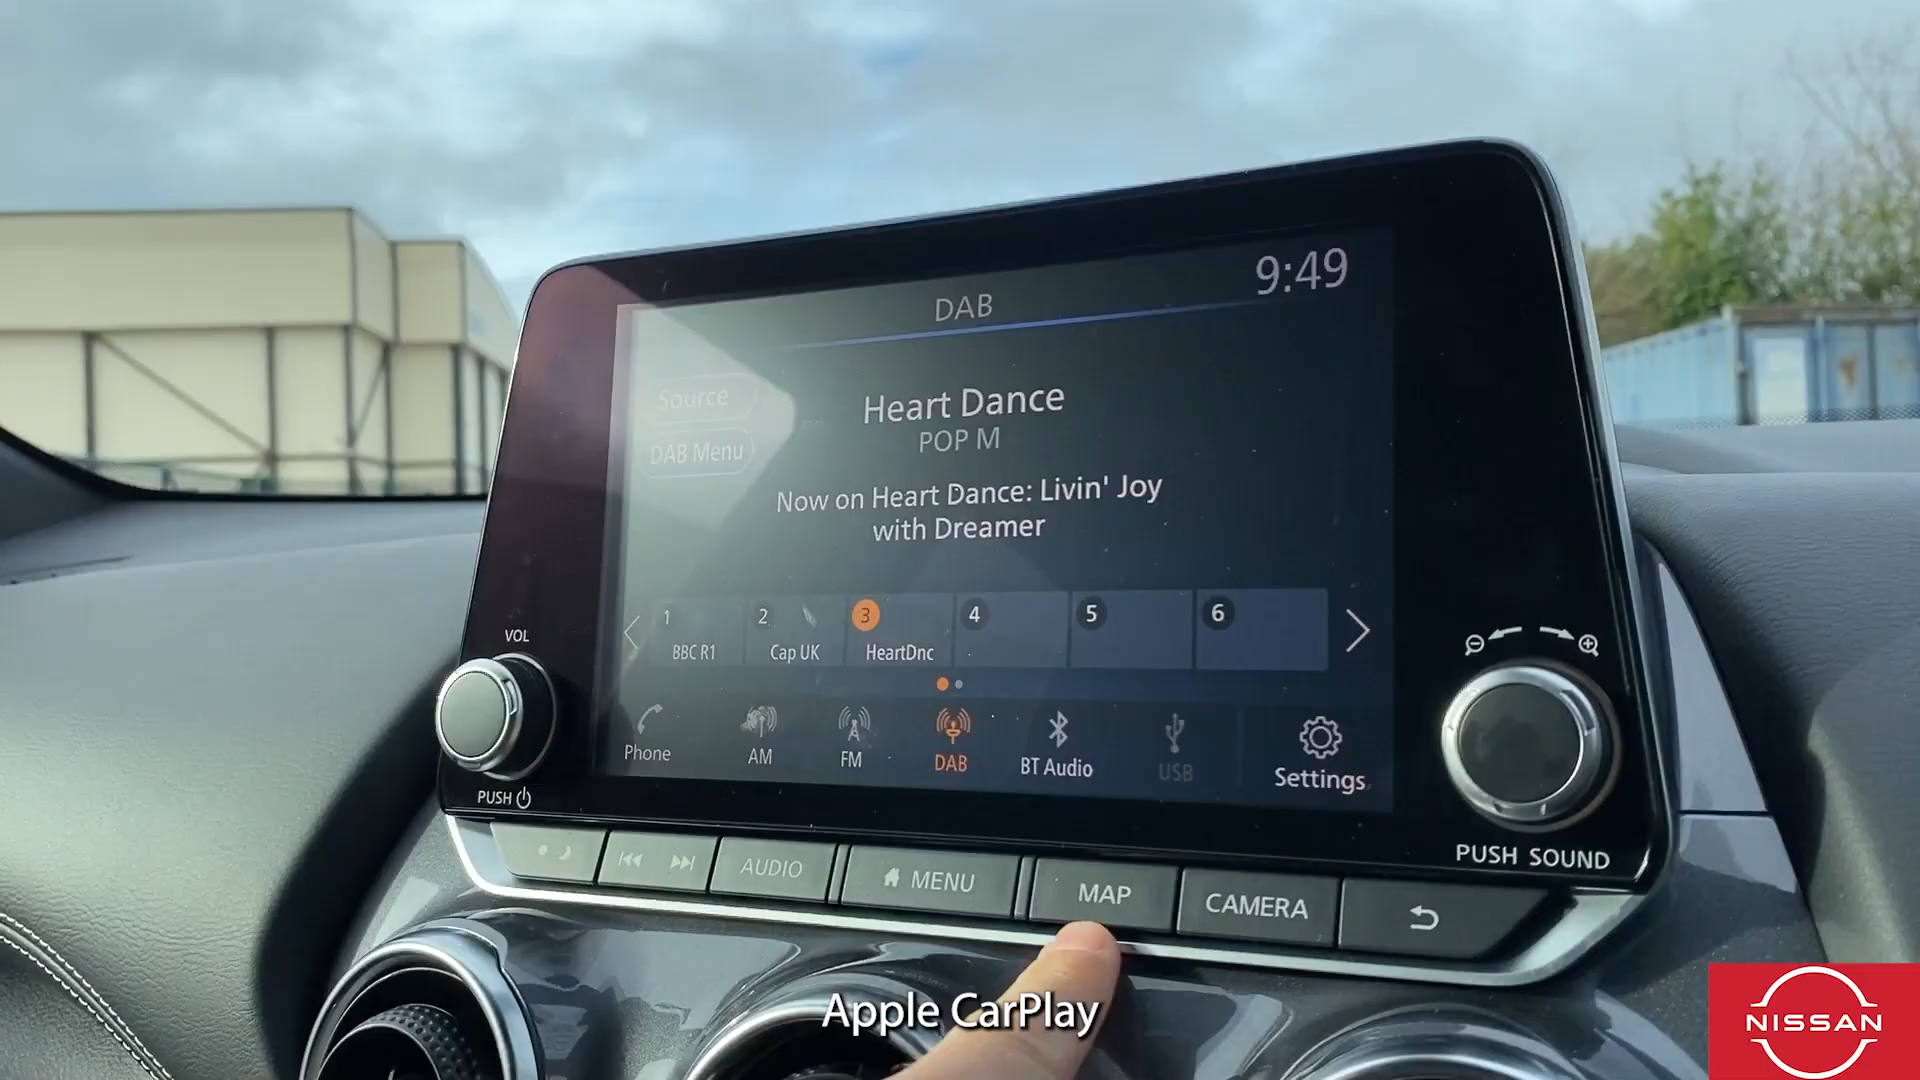 9:49
DAB
Source
DAB Menu
Heart Dance
POP M
Now on Heart Dance: Livin' Joy
with Dreamer
1 2 3 4 5 6
BBC R1 Cap UK HeartDnc
Phone AM FM DAB BT Audio USB Settings
VOL
PUSH
PUSH SOUND
AUDIO MENU MAP CAMERA
Apple CarPlay
NISSAN